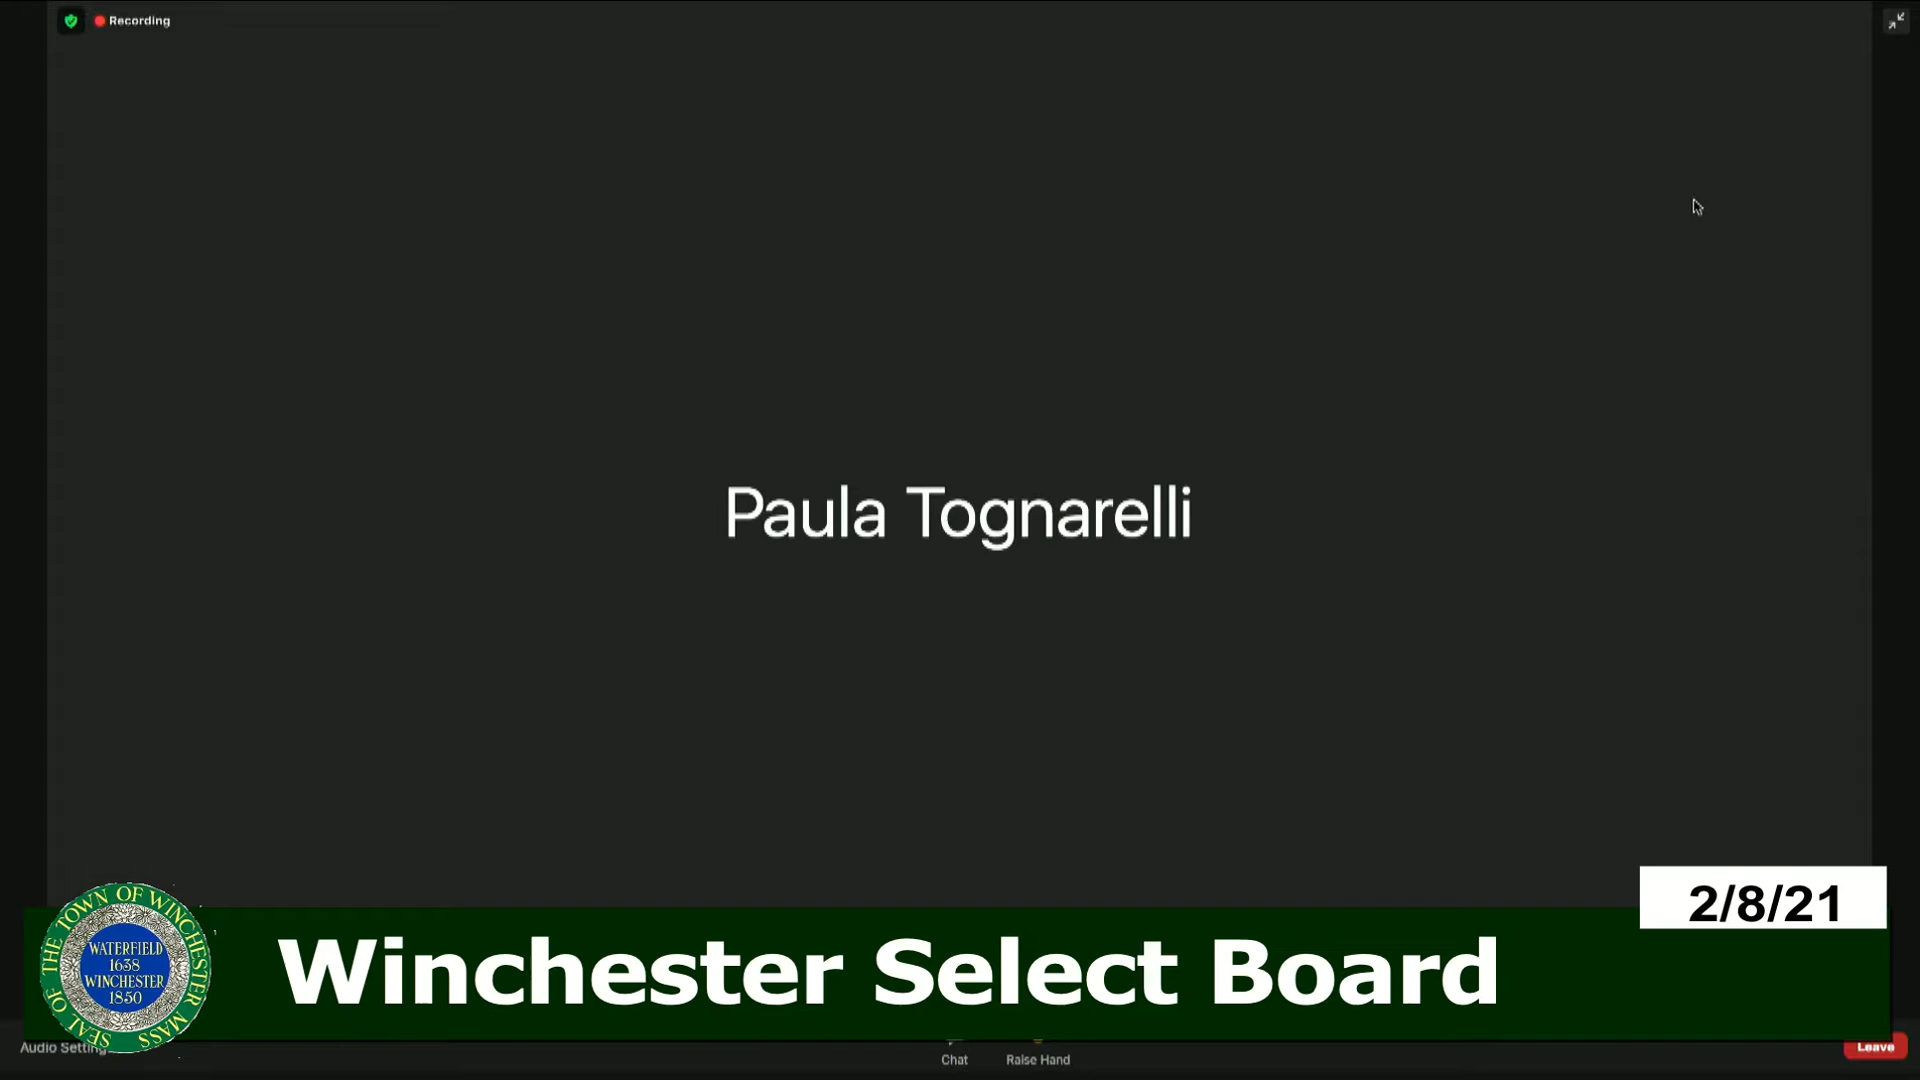 Recording
Paula Tognarelli
2/8/21
Winchester Select Board
SEAL OF THE TOWN OF WINCHESTER MASS
WATERFIELD
1638
WINCHESTER
1850
Audio Setting
Chat
Raise Hand
Leave